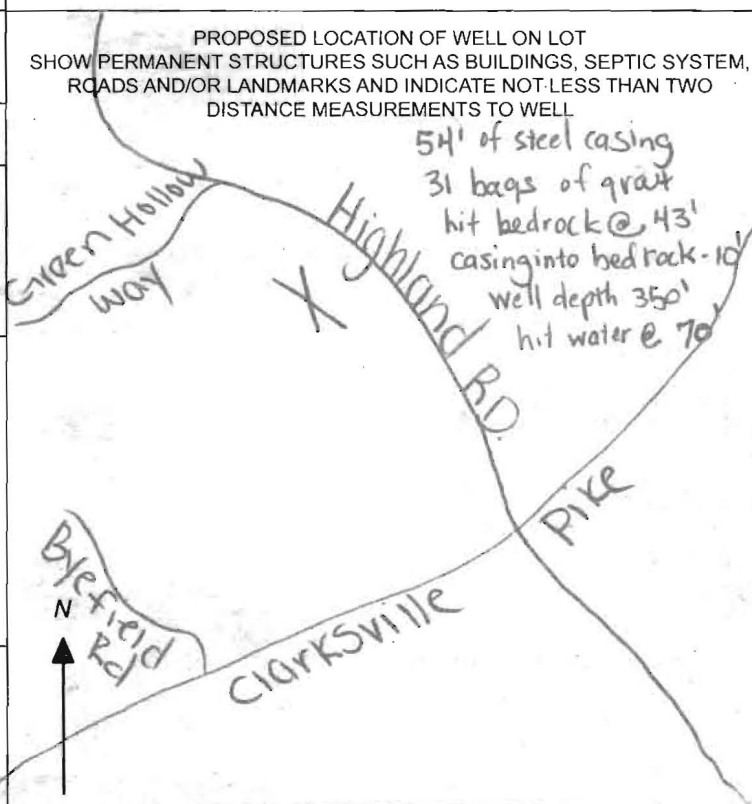 PROPOSED LOCATION OF WELL ON LOT
SHOW PERMANENT STRUCTURES SUCH AS BUILDINGS, SEPTIC SYSTEM,
ROADS AND/OR LANDMARKS AND INDICATE NOT LESS THAN TWO
DISTANCE MEASUREMENTS TO WELL
54' of steel casing
31 bags of grout
hit bedrock @ 43'
casing into bedrock - 10'
well depth 350'
hit water @ 70'
Green Hollow
Way
X
Highland RD.
Pike
Clarksville
Byefield
Rd
N